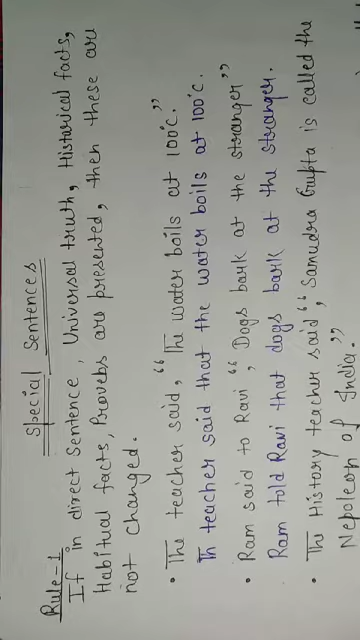 Special Sentences
Rule-1
If in direct sentence, Universal truth, Historical facts,
Habitual facts, Proverbs are presented, then these are
not changed.
• The teacher said, "The water boils at 100°C."
Th teacher said that the water boils at 100°C.
• Ram said to Ravi, "Dogs bark at the stranger"
Ram told Ravi that dogs bark at the stranger.
• The History teacher said, "Samudra Gupta is called the
Nepoleon of India."